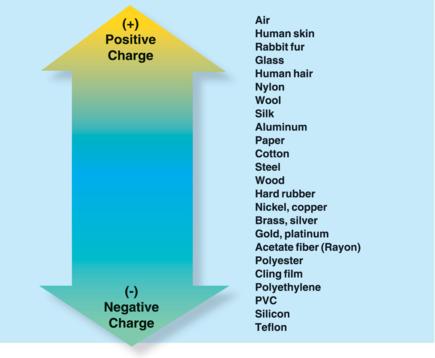 (+)
Positive
Charge
Air
Human skin
Rabbit fur
Glass
Human hair
Nylon
Wool
Silk
Aluminum
Paper
Cotton
Steel
Wood
Hard rubber
Nickel, copper
Brass, silver
Gold, platinum
Acetate fiber (Rayon)
Polyester
Cling film
Polyethylene
PVC
Silicon
Teflon
(-)
Negative
Charge